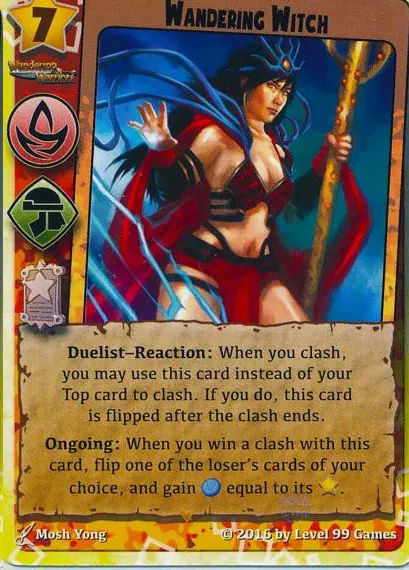 7
WANDERING WITCH
Wandering
Warriors
Duelist–Reaction: When you clash,
you may use this card instead of your
Top card to clash. If you do, this card
is flipped after the clash ends.
Ongoing: When you win a clash with this
card, flip one of the loser's cards of your
choice, and gain equal to its .
Mosh Yong
© 2016 by Level 99 Games